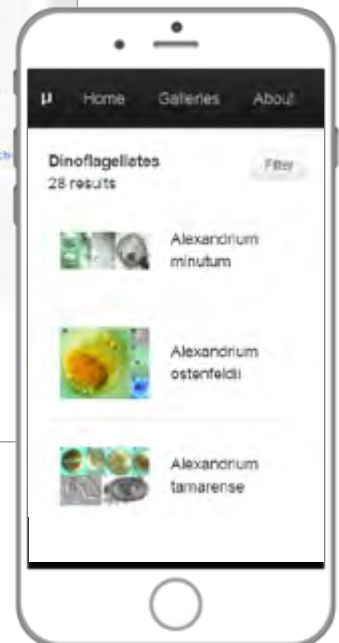 µ Home Galleries About
Dinoflagellates Filter
28 results
Alexandrium
minutum
Alexandrium
ostenfeldii
Alexandrium
tamarense